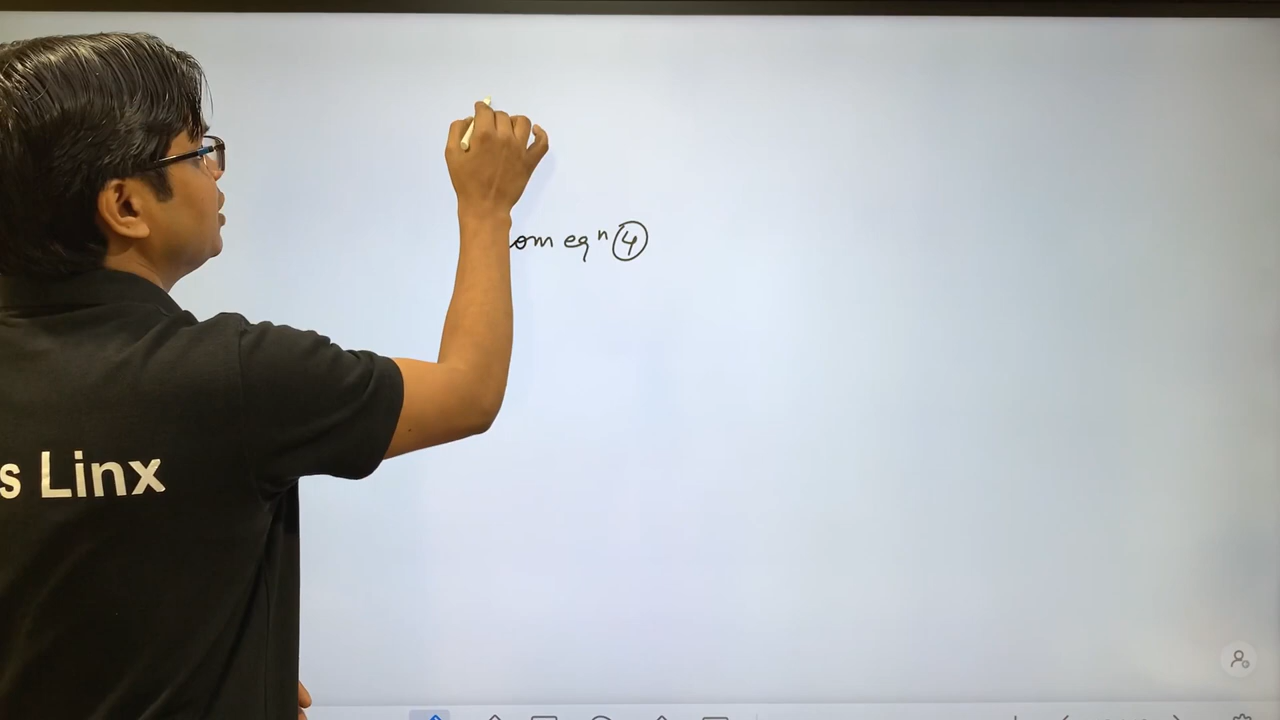 om eqⁿ ④
s Linx